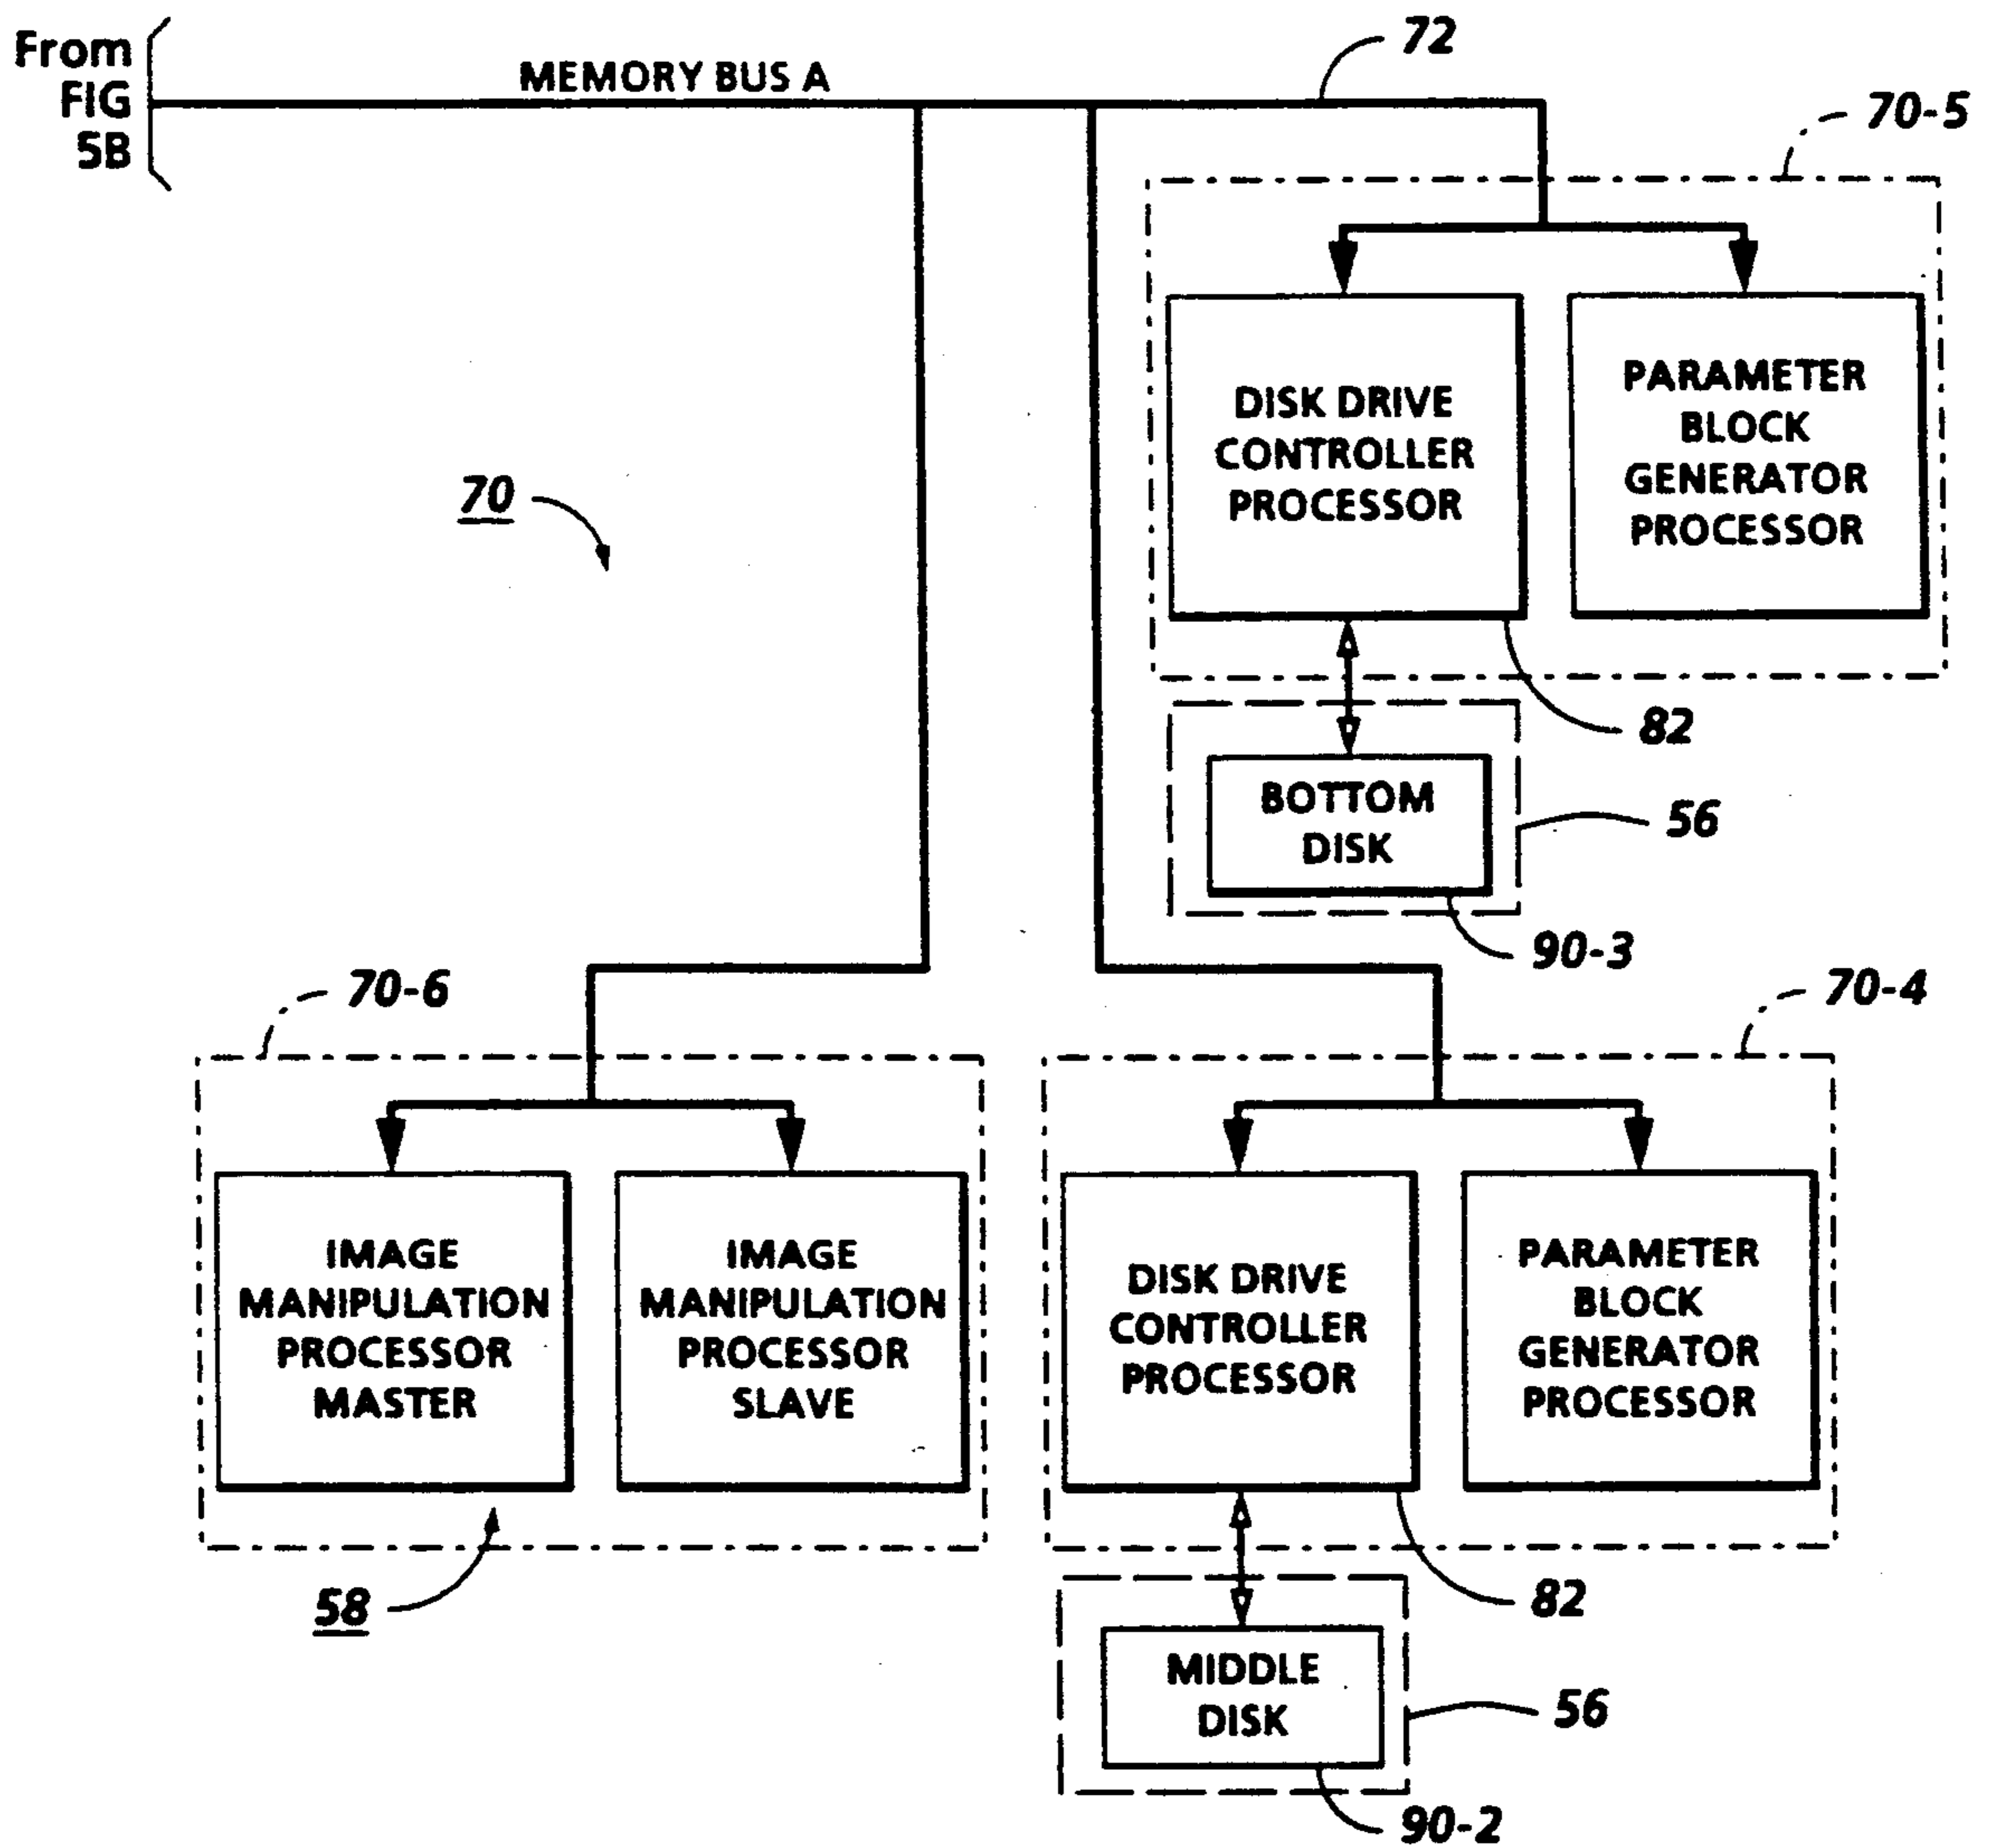 From
FIG
5B
MEMORY BUS A
72
70-5
DISK DRIVE
CONTROLLER
PROCESSOR
PARAMETER
BLOCK
GENERATOR
PROCESSOR
70
82
BOTTOM
DISK
56
90-3
70-6
70-4
IMAGE
MANIPULATION
PROCESSOR
MASTER
IMAGE
MANIPULATION
PROCESSOR
SLAVE
DISK DRIVE
CONTROLLER
PROCESSOR
PARAMETER
BLOCK
GENERATOR
PROCESSOR
58
82
MIDDLE
DISK
56
90-2